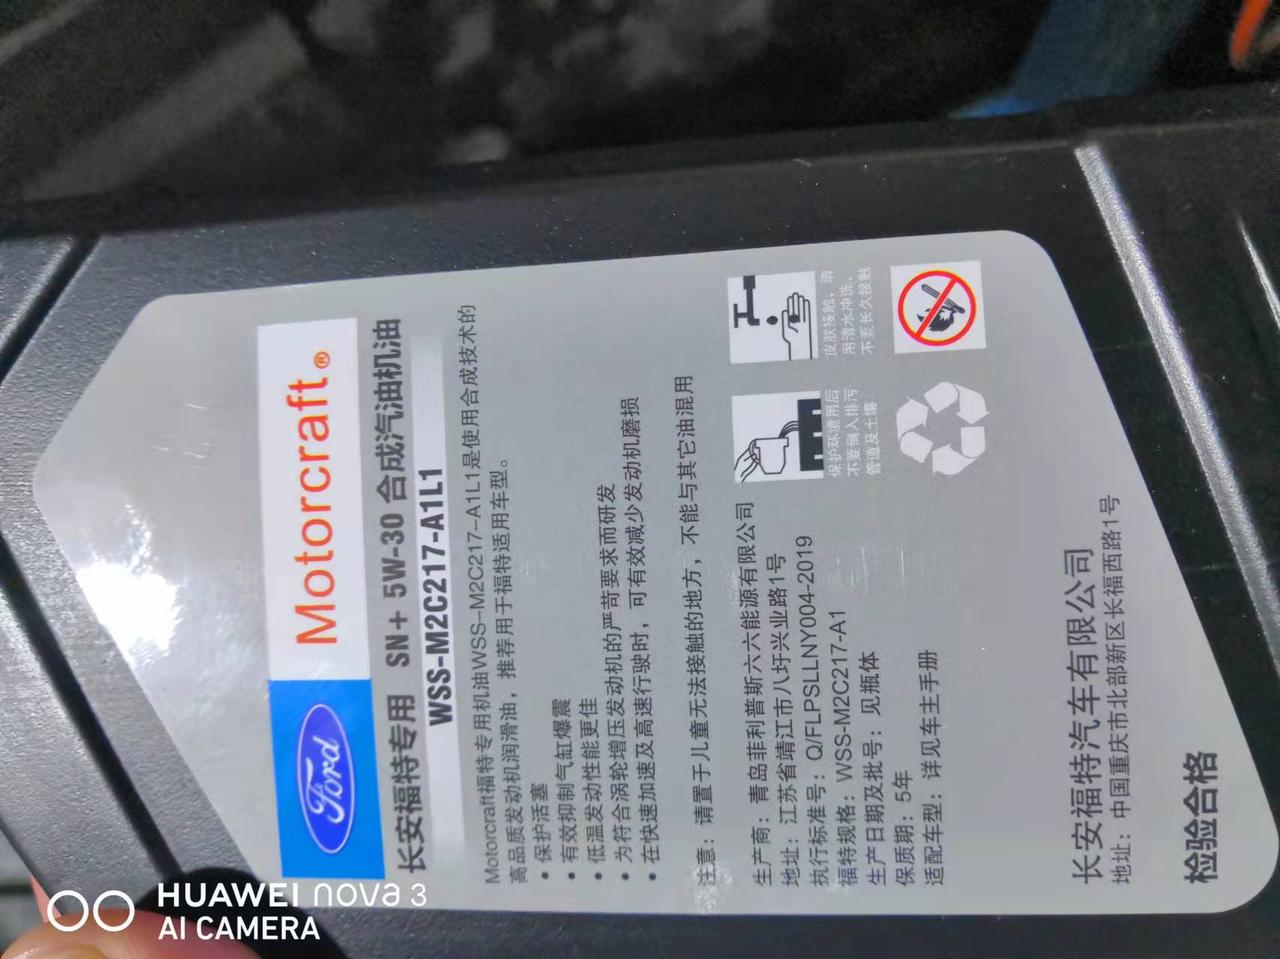 Ford
Motorcraft®
长安福特专用 SN+ 5W-30 合成汽油机油
WSS-M2C217-A1L1
Motorcraft福特专用机油WSS-M2C217-A1L1是使用合成技术的
高品质发动机润滑油，推荐用于福特适用车型。
• 保护活塞
• 有效抑制气缸爆震
• 低温发动性能更佳
• 为符合涡轮增压发动机的严苛要求而研发
• 在快速加速及高速行驶时，可有效减少发动机磨损
注意：请置于儿童无法接触的地方，不能与其它油混用
生产商：青岛菲利普斯六六能源有限公司
地址：江苏省靖江市八圩兴业路1号
执行标准号：Q/FLPSLLNY004-2019
福特规格：WSS-M2C217-A1
生产日期及批号：见瓶体
保质期：5年
适配车型：详见车主手册
保护环境用后
不要倒入排污
管道及土壤
皮肤接触，请
用清水冲洗，
不要长久接触
长安福特汽车有限公司
地址：中国重庆市北部新区长福西路1号
检验合格
HUAWEI nova 3
AI CAMERA